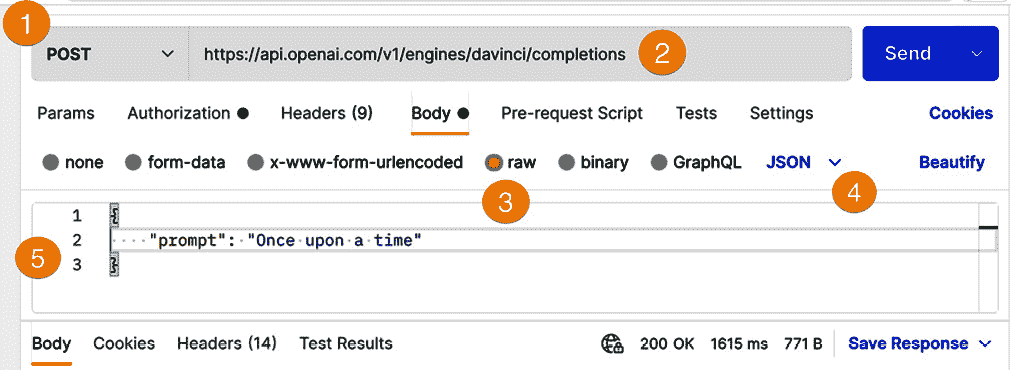 1
POST https://api.openai.com/v1/engines/davinci/completions 2 Send
Params Authorization Headers (9) Body Pre-request Script Tests Settings Cookies
none form-data x-www-form-urlencoded raw binary GraphQL JSON Beautify
3 4
1 {
2 ····"prompt":·"Once·upon·a·time"
5
3 }
Body Cookies Headers (14) Test Results 200 OK 1615 ms 771 B Save Response